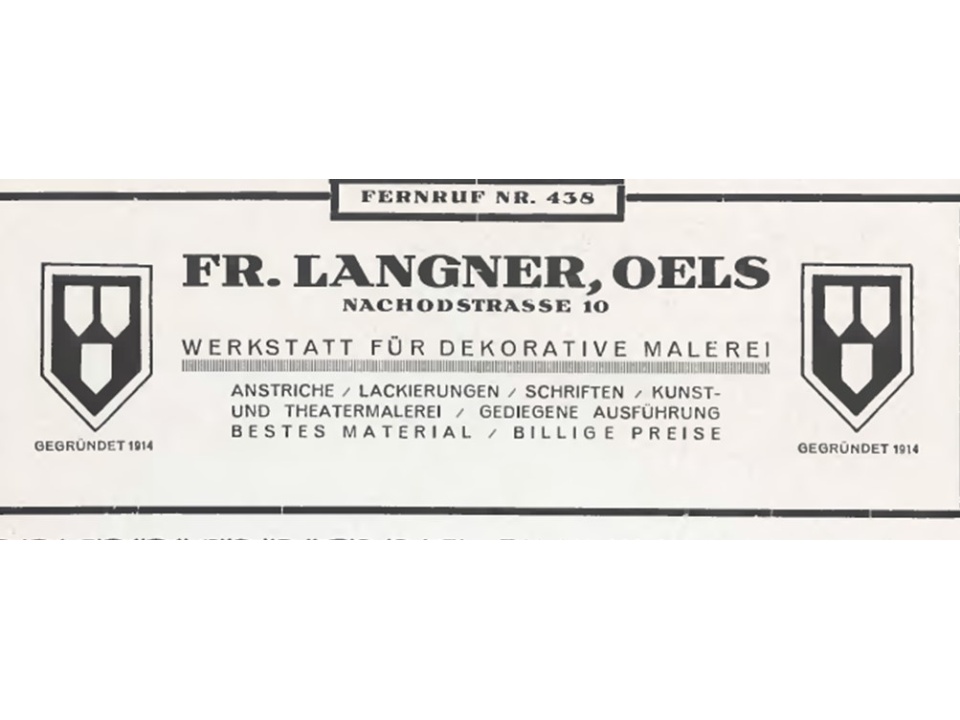 FERNRUF NR. 438
FR. LANGNER, OELS
NACHODSTRASSE 10
WERKSTATT FÜR DEKORATIVE MALEREI
ANSTRICHE / LACKIERUNGEN / SCHRIFTEN / KUNST-
UND THEATERMALEREI / GEDIEGENE AUSFÜHRUNG
BESTES MATERIAL / BILLIGE PREISE
GEGRÜNDET 1914
GEGRÜNDET 1914